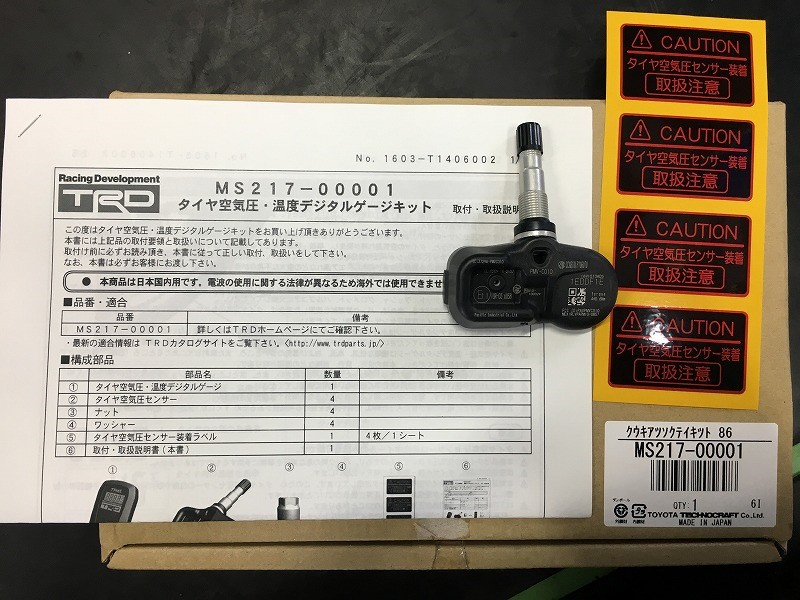 No. 1603-T1406002
Racing Development
TRD
MS217-00001
タイヤ空気圧・温度デジタルゲージキット
取付・取扱説明
この度はタイヤ空気圧・温度デジタルゲージキットをお買い上げ頂きありがとうございます。
本書には上記品の取付要領と取扱いについて記載してあります。
取付け前に必ずお読み頂き、本書に従って正しい取付、取扱いをして下さい。
なお、本書は必ずお客様にお渡し下さい。
● 本商品は日本国内用です。電波の使用に関する法律が異なるため海外では使用できませ
■品番・適合
品番 備考
MS217-00001 詳しくはTRDホームページにてご確認下さい。
・最新の適合情報は TRDカタログサイトをご覧下さい。<http://www.trdparts.jp/>
■構成部品
部品名 数量 備考
① タイヤ空気圧・温度デジタルゲージ 1
② タイヤ空気圧センサー 4
③ ナット 4
④ ワッシャー 4
⑤ タイヤ空気圧センサー装着ラベル 1 4枚/1シート
⑥ 取付・取扱説明書(本書) 1
① ② ③ ④ ⑤ ⑥
PMV-C010
1E0DF1E
CAUTION
タイヤ空気圧センサー装着
取扱注意
CAUTION
タイヤ空気圧センサー装着
取扱注意
CAUTION
タイヤ空気圧センサー装着
取扱注意
CAUTION
タイヤ空気圧センサー装着
取扱注意
クウキアツソクテイキット 86
MS217-00001
ダンボール
外装材 内装材
QTY: 1 61
TOYOTA TECHNOCRAFT Co.,Ltd.
MADE IN JAPAN